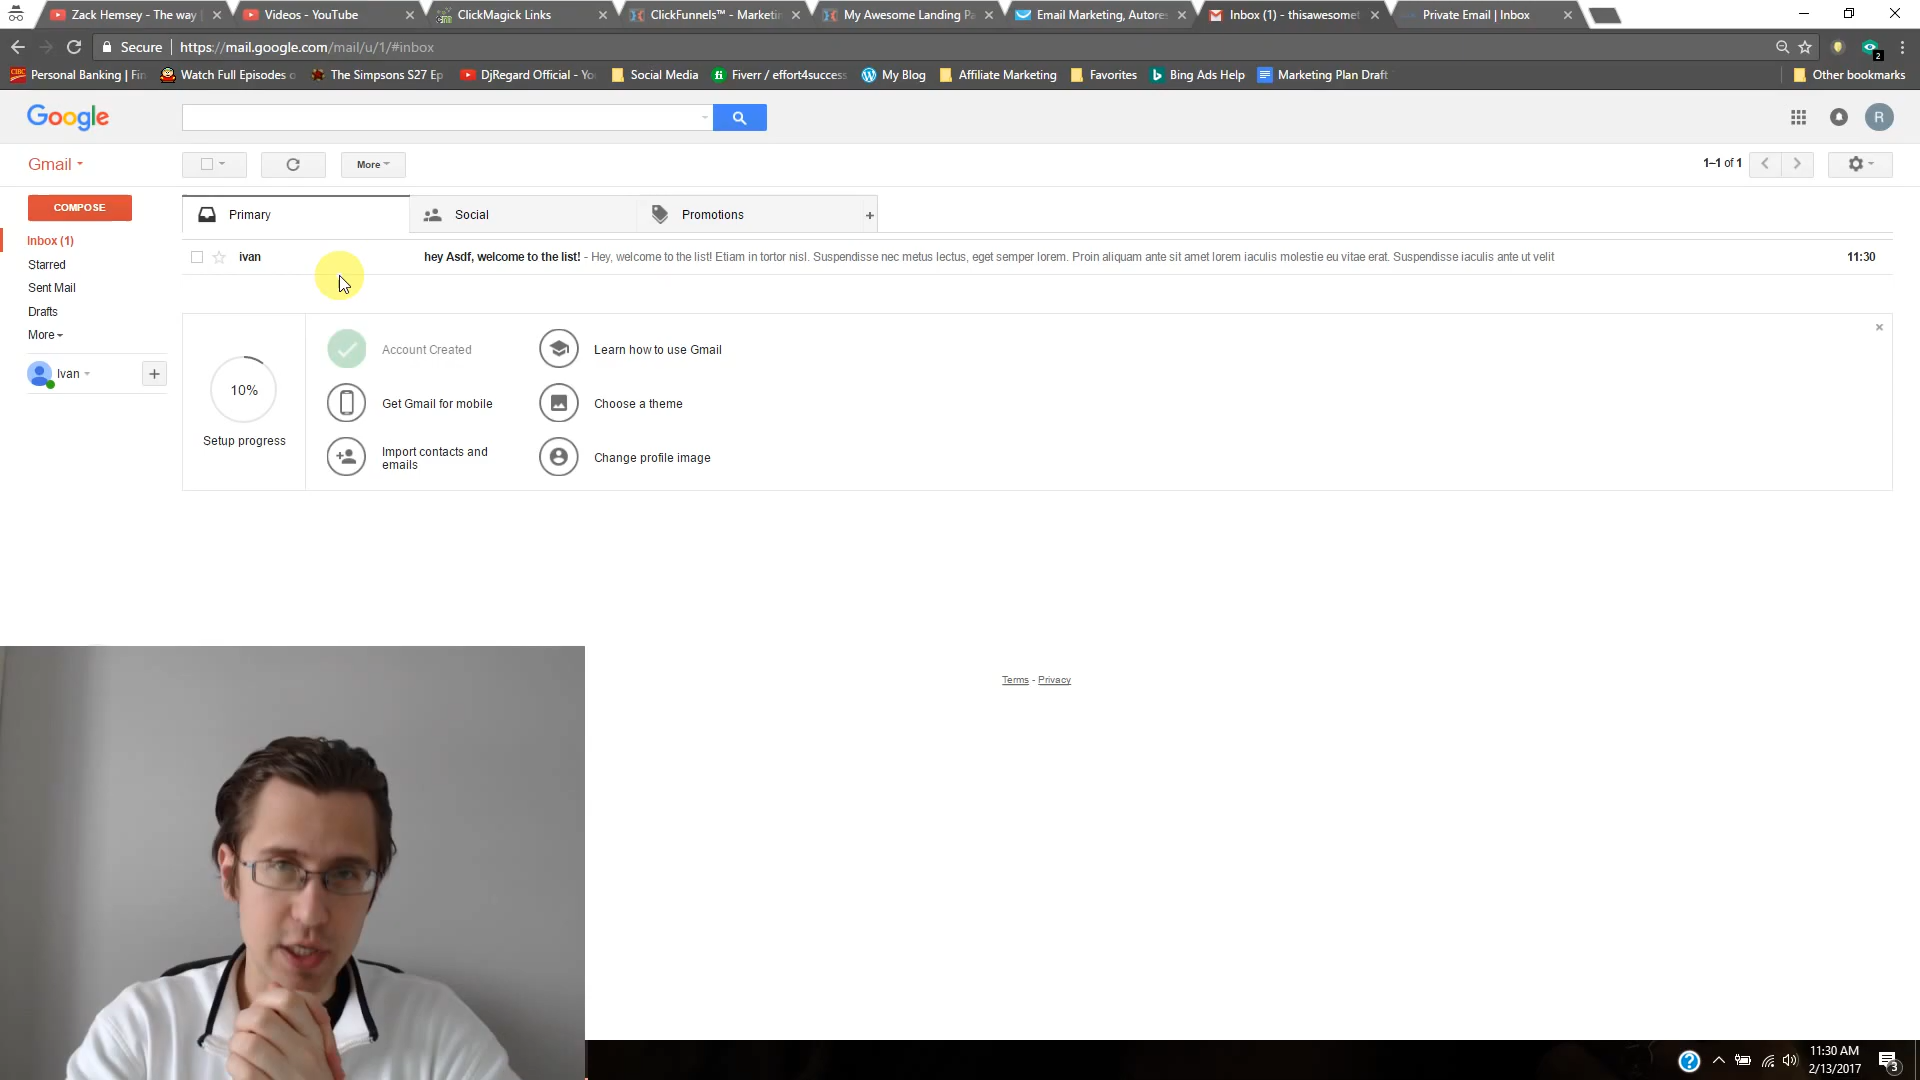 Zack Hemsey - The way
Videos - YouTube
ClickMagick Links
ClickFunnels™ - Marketin
My Awesome Landing Pa
Email Marketing, Autores
Inbox (1) - thisawesomet
Private Email | Inbox
Secure
https://mail.google.com/mail/u/1/#inbox
2
CIBC
Personal Banking | Fin
Watch Full Episodes o
The Simpsons S27 Ep
DjRegard Official - Yo
Social Media
fi
Fiverr / effort4success
My Blog
Affiliate Marketing
Favorites
Bing Ads Help
Marketing Plan Draft
Other bookmarks
Google
R
Gmail
More
1–1 of 1
COMPOSE
Primary
Social
Promotions
Inbox (1)
Starred
Sent Mail
Drafts
More
Ivan
ivan
hey Asdf, welcome to the list! - Hey, welcome to the list! Etiam in tortor nisl. Suspendisse nec metus lectus, eget semper lorem. Proin aliquam ante sit amet lorem iaculis molestie eu vitae erat. Suspendisse iaculis ante ut velit
11:30
10%
Setup progress
Account Created
Learn how to use Gmail
Get Gmail for mobile
Choose a theme
Import contacts and
emails
Change profile image
Terms - Privacy
11:30 AM
2/13/2017
3